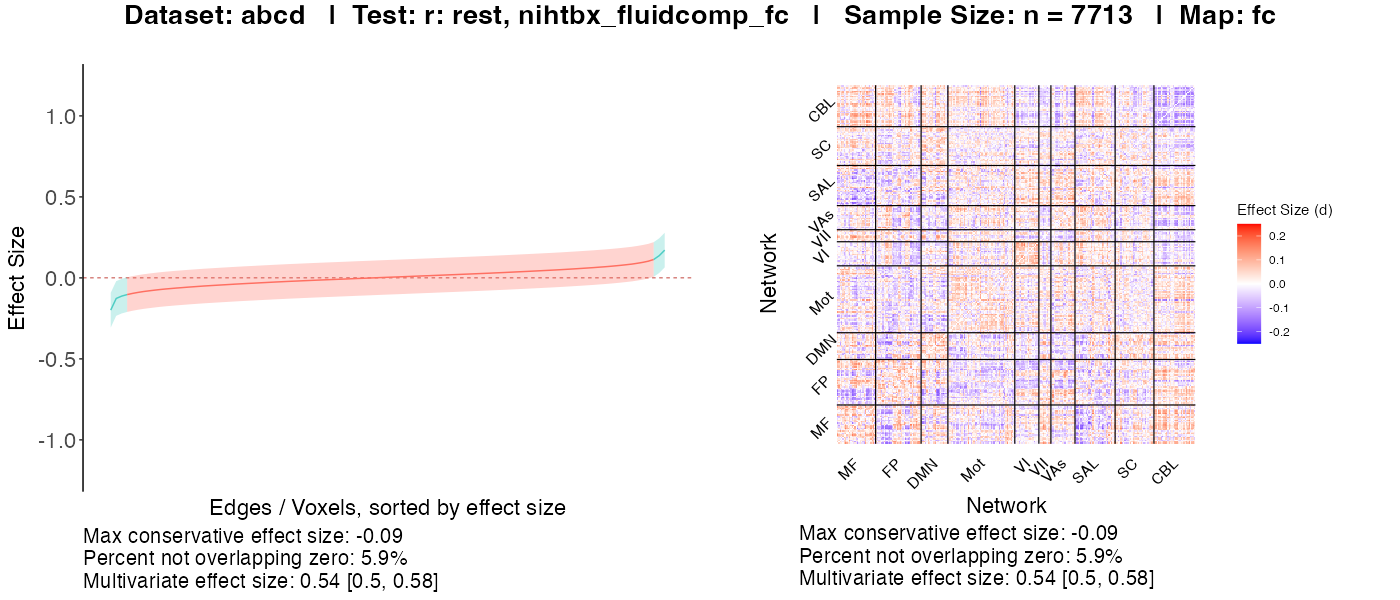 Dataset: abcd | Test: r: rest, nihtbx_fluidcomp_fc | Sample Size: n = 7713 | Map: fc
Effect Size
1.0
0.5
0.0
-0.5
-1.0
Edges / Voxels, sorted by effect size
Max conservative effect size: -0.09
Percent not overlapping zero: 5.9%
Multivariate effect size: 0.54 [0.5, 0.58]
Network
CBL
SC
SAL
VAs
VII
VI
Mot
DMN
FP
MF
MF
FP
DMN
Mot
VI
VII
VAs
SAL
SC
CBL
Network
Max conservative effect size: -0.09
Percent not overlapping zero: 5.9%
Multivariate effect size: 0.54 [0.5, 0.58]
Effect Size (d)
0.2
0.1
0.0
-0.1
-0.2